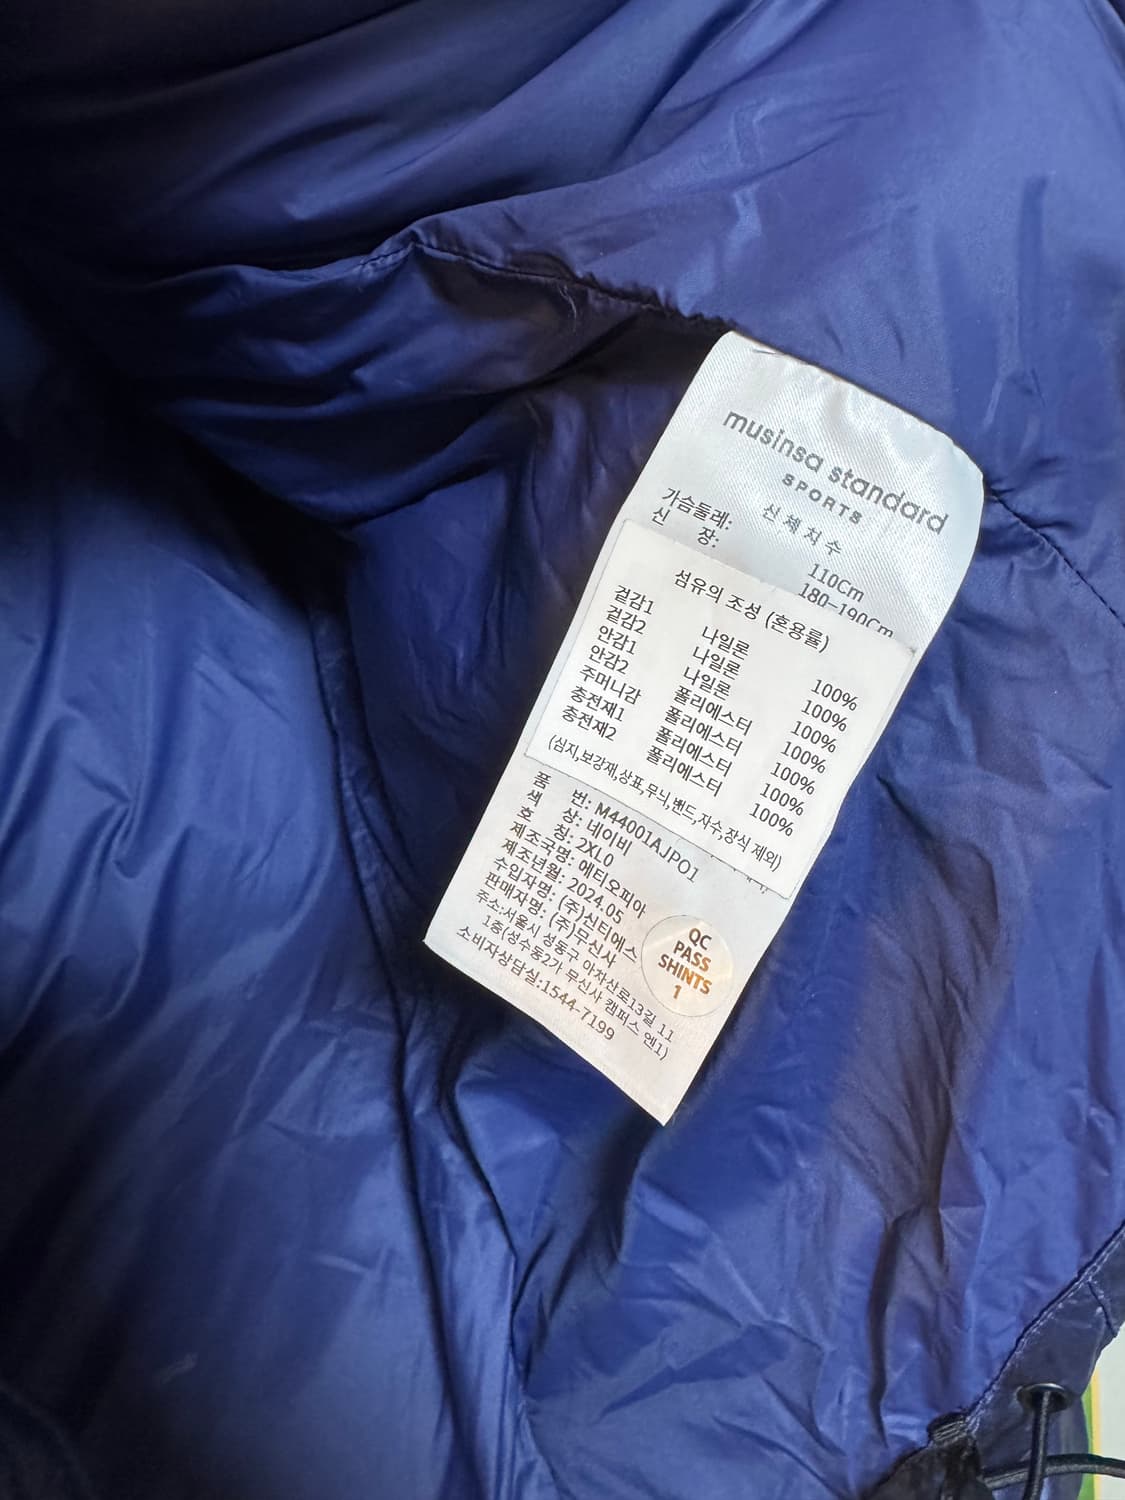 musinsa standard
SPORTS
신체치수
가슴둘레: 110Cm
신 장: 180-190Cm
섬유의 조성 (혼용률)
겉감1 나일론 100%
겉감2 나일론 100%
안감1 나일론 100%
안감2 폴리에스터 100%
주머니감 폴리에스터 100%
충전재1 폴리에스터 100%
충전재2 폴리에스터 100%
(심지,보강재,상표,무늬,밴드,자수,장식 제외)
품 번: M44001AJP01
색 상: 네이비
호 칭: 2XL0
제조국명: 에티오피아
제조년월: 2024.05
수입자명: (주)신티에스
판매자명: (주)무신사
주소:서울시 성동구 아차산로13길 11
1층(성수동2가 무신사 캠퍼스 엔1)
소비자상담실:1544-7199
QC
PASS
SHINTS
1